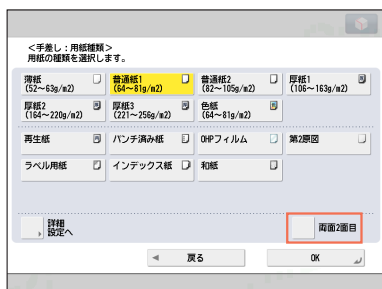 <手差し：用紙種類>
用紙の種類を選択します。
薄紙
(52～63g/m2)
普通紙1
(64～81g/m2)
普通紙2
(82～105g/m2)
厚紙1
(106～163g/m2)
厚紙2
(164～220g/m2)
厚紙3
(221～256g/m2)
色紙
(64～81g/m2)
再生紙
パンチ済み紙
OHPフィルム
第2原図
ラベル用紙
インデックス紙
和紙
詳細
設定へ
両面2面目
戻る
OK